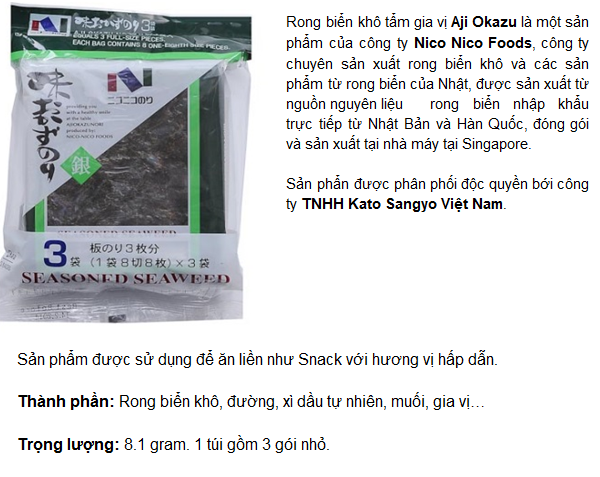 味おかずのり3袋
EQUALS 3 FULL-SIZE PIECES.
EACH BAG CONTAINS 8 ONE-EIGHTH SIZE PIECES.
ニコニコのり
味おかずのり
providing you
with a healthy smile
at the table
AJIOKAZUNORI
produced by:
NICO-NICO FOODS
銀
SEASONED SEAWEED
3袋
板のり3枚分
(1袋8切8枚)×3袋
SEASONED SEAWEED
Rong biển khô tẩm gia vị Aji Okazu là một sản
phẩm của công ty Nico Nico Foods, công ty
chuyên sản xuất rong biển khô và các sản
phẩm từ rong biển của Nhật, được sản xuất từ
nguồn nguyên liệu rong biển nhập khẩu
trực tiếp từ Nhật Bản và Hàn Quốc, đóng gói
và sản xuất tại nhà máy tại Singapore.
Sản phẩn được phân phối độc quyền bới công
ty TNHH Kato Sangyo Việt Nam.
Sản phẩm được sử dụng để ăn liền như Snack với hương vị hấp dẫn.
Thành phần: Rong biển khô, đường, xì dầu tự nhiên, muối, gia vị…
Trọng lượng: 8.1 gram. 1 túi gồm 3 gói nhỏ.